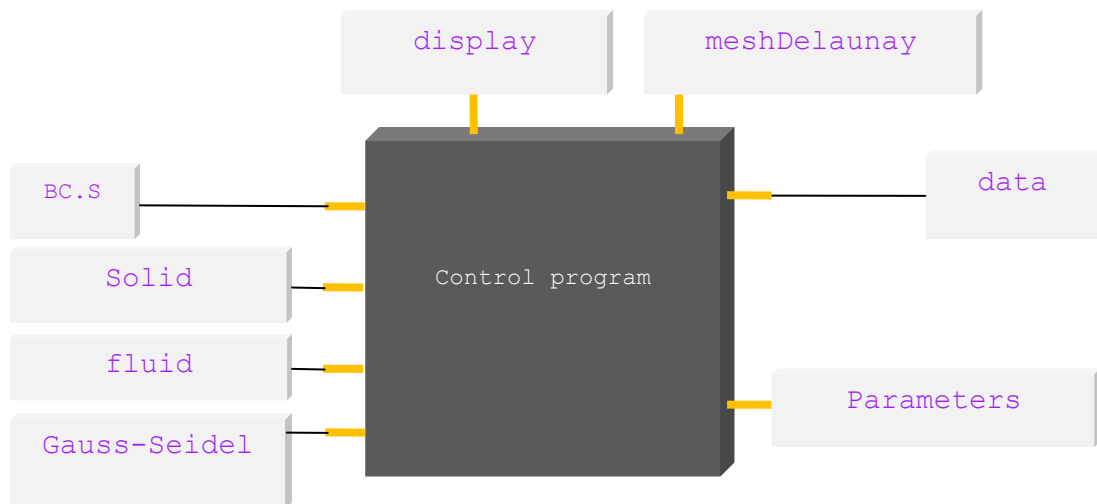 display
meshDelaunay
BC.S
data
Solid
Control program
fluid
Parameters
Gauss-Seidel